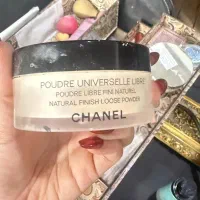 POUDRE UNIVERSELLE LIBRE
POUDRE LIBRE FINI NATUREL
NATURAL FINISH LOOSE POWDER
CHANEL